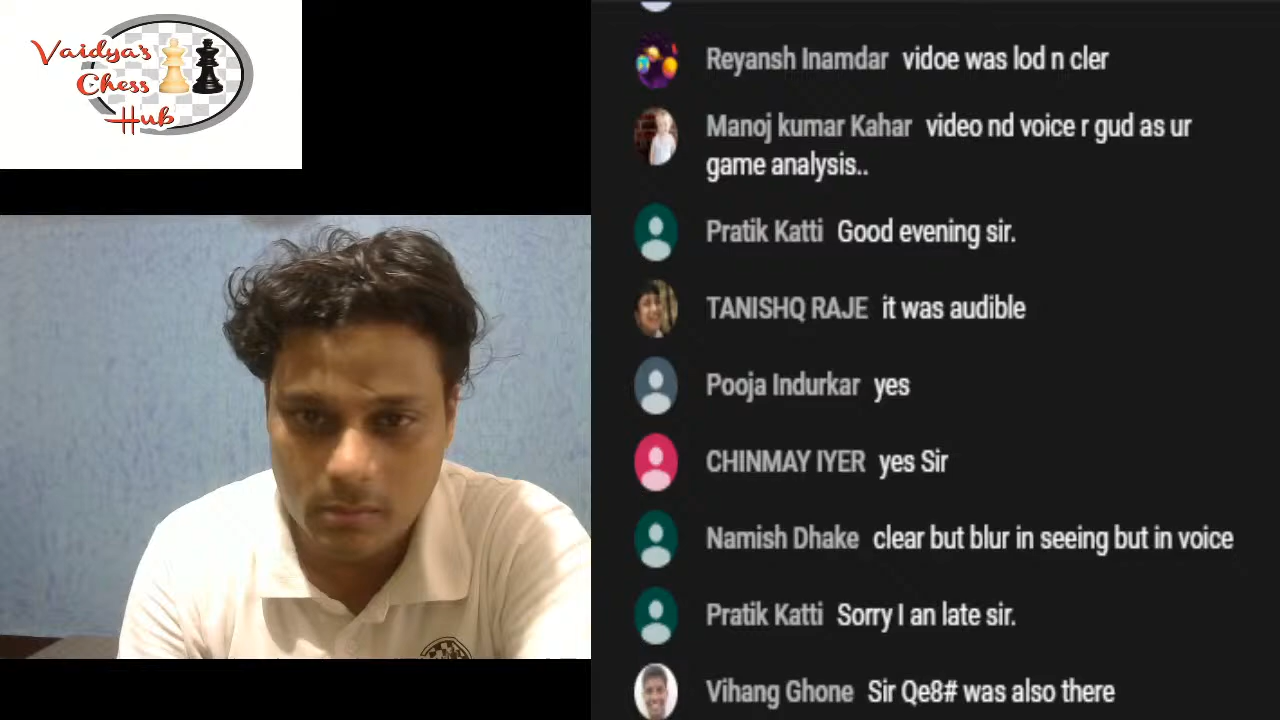 Vaidya's
Chess
Hub
Reyansh Inamdar vidoe was lod n cler
Manoj kumar Kahar video nd voice r gud as ur
game analysis..
Pratik Katti Good evening sir.
TANISHQ RAJE it was audible
Pooja Indurkar yes
CHINMAY IYER yes Sir
Namish Dhake clear but blur in seeing but in voice
Pratik Katti Sorry I an late sir.
Vihang Ghone Sir Qe8# was also there